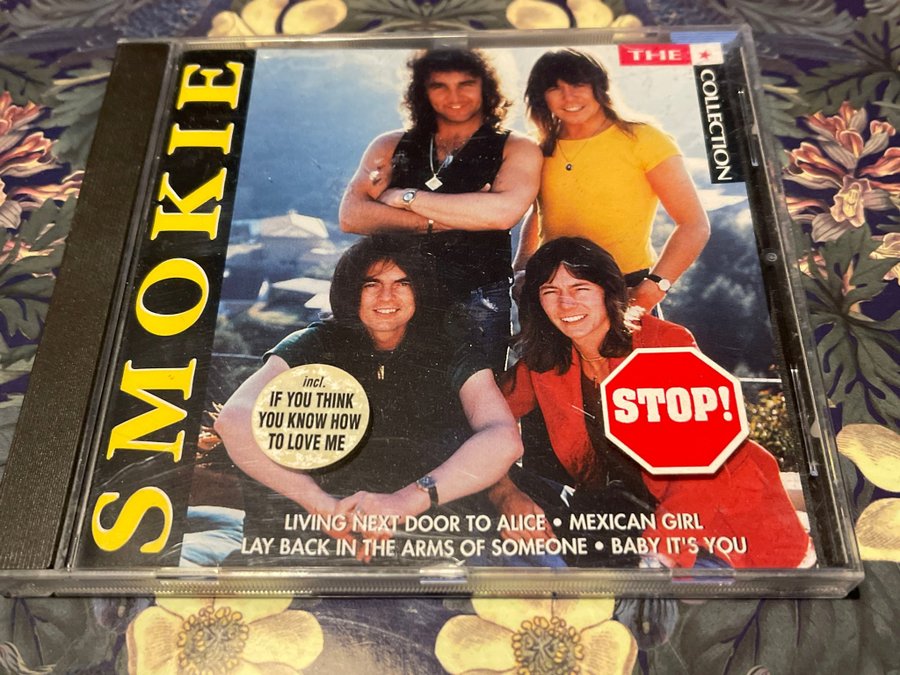 SMOKIE
THE
COLLECTION
incl.
IF YOU THINK
YOU KNOW HOW
TO LOVE ME
STOP!
LIVING NEXT DOOR TO ALICE • MEXICAN GIRL
LAY BACK IN THE ARMS OF SOMEONE • BABY IT'S YOU